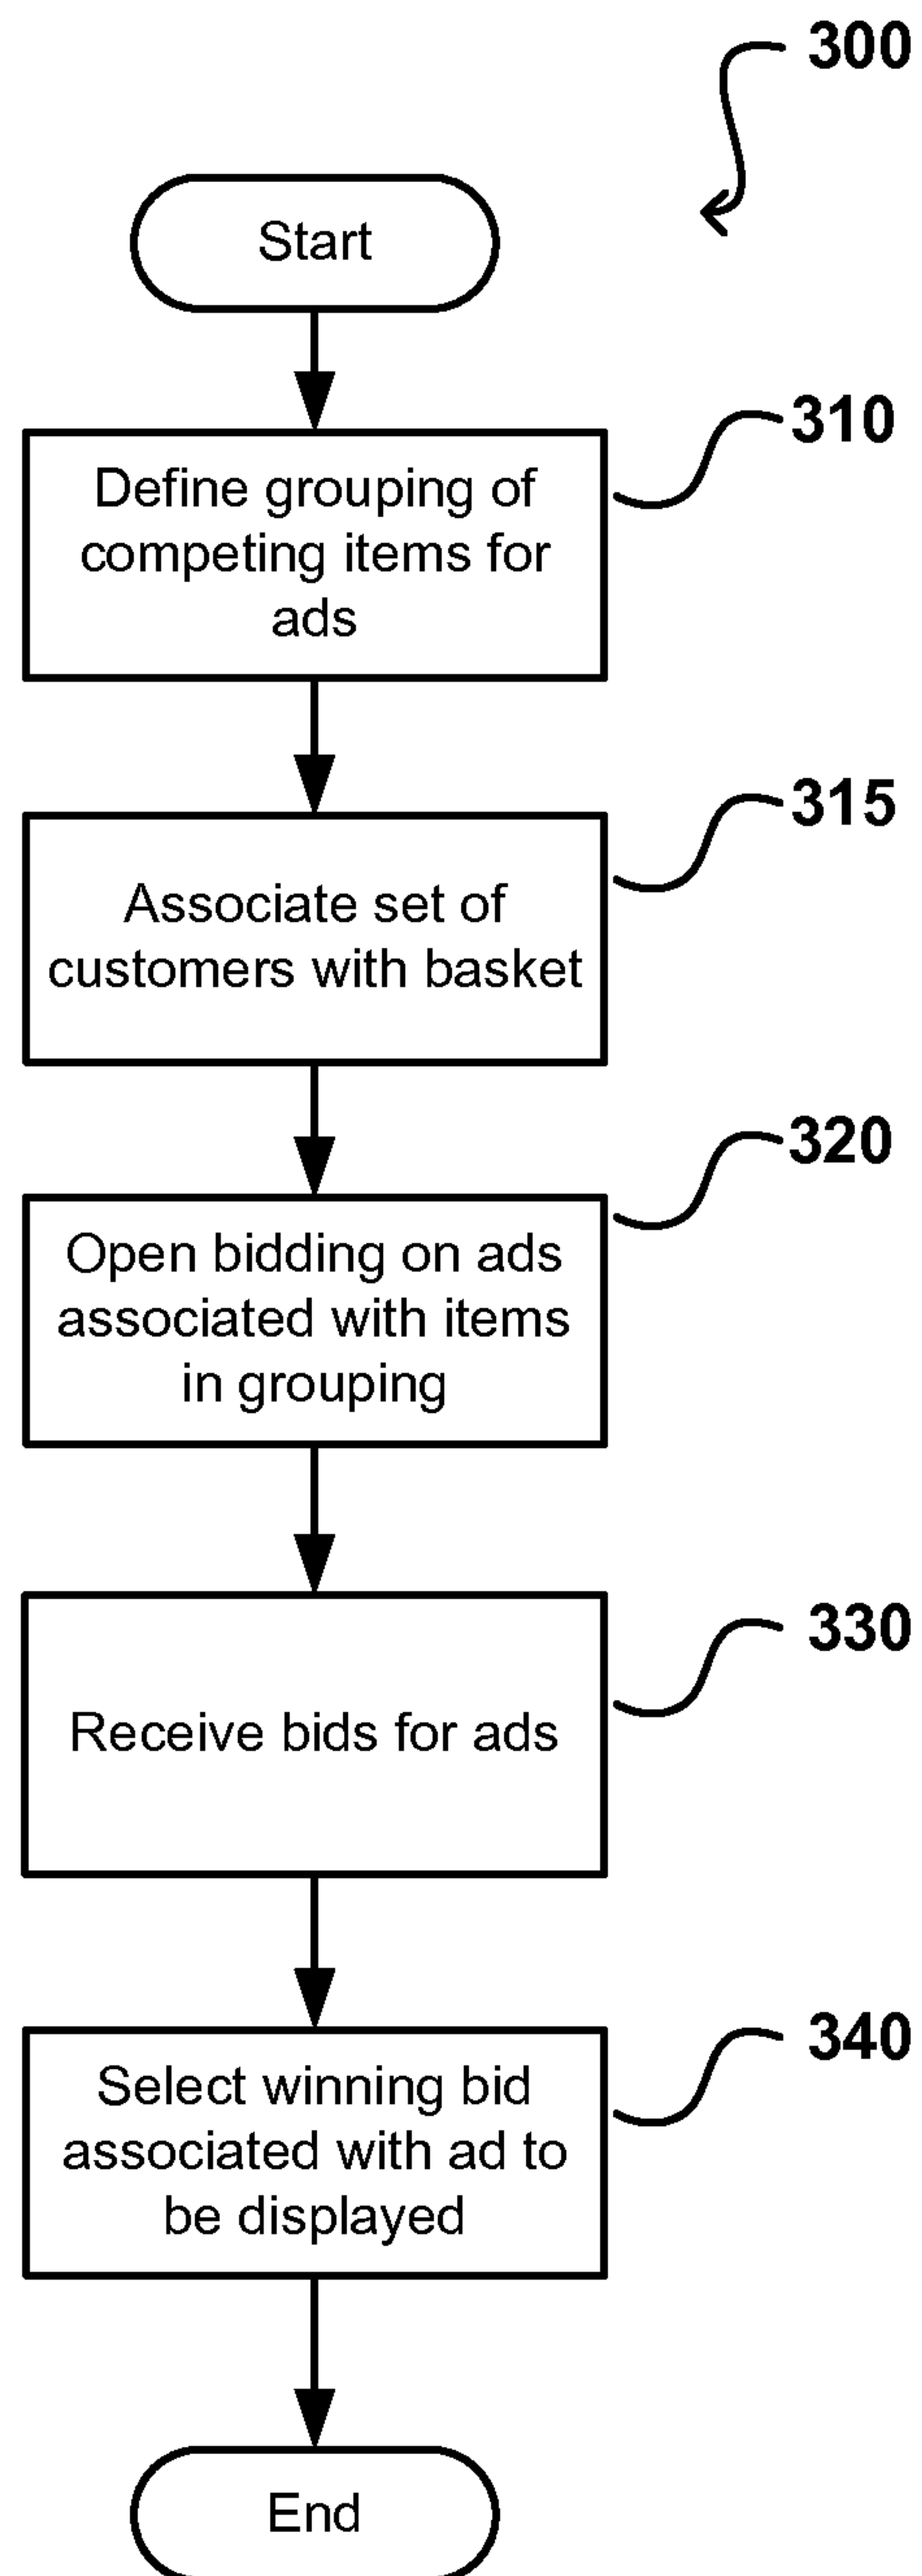 300
Start
310
Define grouping of
competing items for
ads
315
Associate set of
customers with basket
320
Open bidding on ads
associated with items
in grouping
330
Receive bids for ads
340
Select winning bid
associated with ad to
be displayed
End